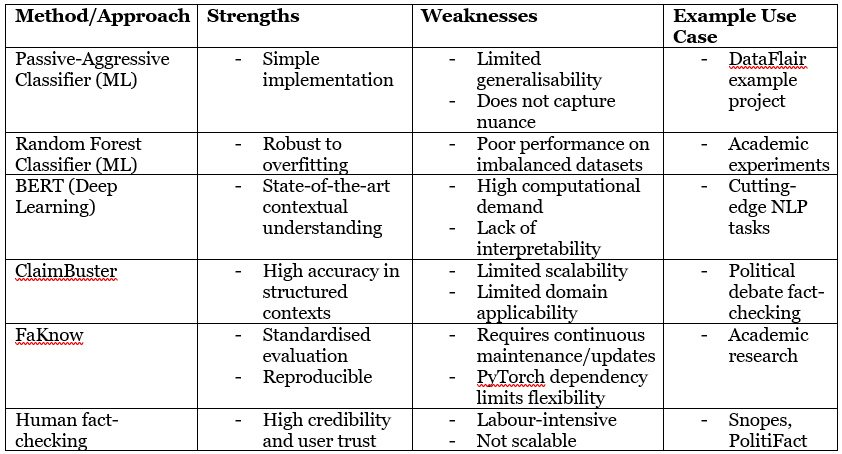 Method/Approach Strengths Weaknesses Example Use
Case
Passive-Aggressive
Classifier (ML)
- Simple
implementation
- Limited
generalisability
- Does not capture
nuance
- DataFlair
example
project
Random Forest
Classifier (ML)
- Robust to
overfitting
- Poor performance on
imbalanced datasets
- Academic
experiments
BERT (Deep
Learning)
- State-of-the-art
contextual
understanding
- High computational
demand
- Lack of
interpretability
- Cutting-
edge NLP
tasks
ClaimBuster
- High accuracy in
structured
contexts
- Limited scalability
- Limited domain
applicability
- Political
debate fact-
checking
FaKnow
- Standardised
evaluation
- Reproducible
- Requires continuous
maintenance/updates
- PyTorch dependency
limits flexibility
- Academic
research
Human fact-
checking
- High credibility
and user trust
- Labour-intensive
- Not scalable
- Snopes,
PolitiFact